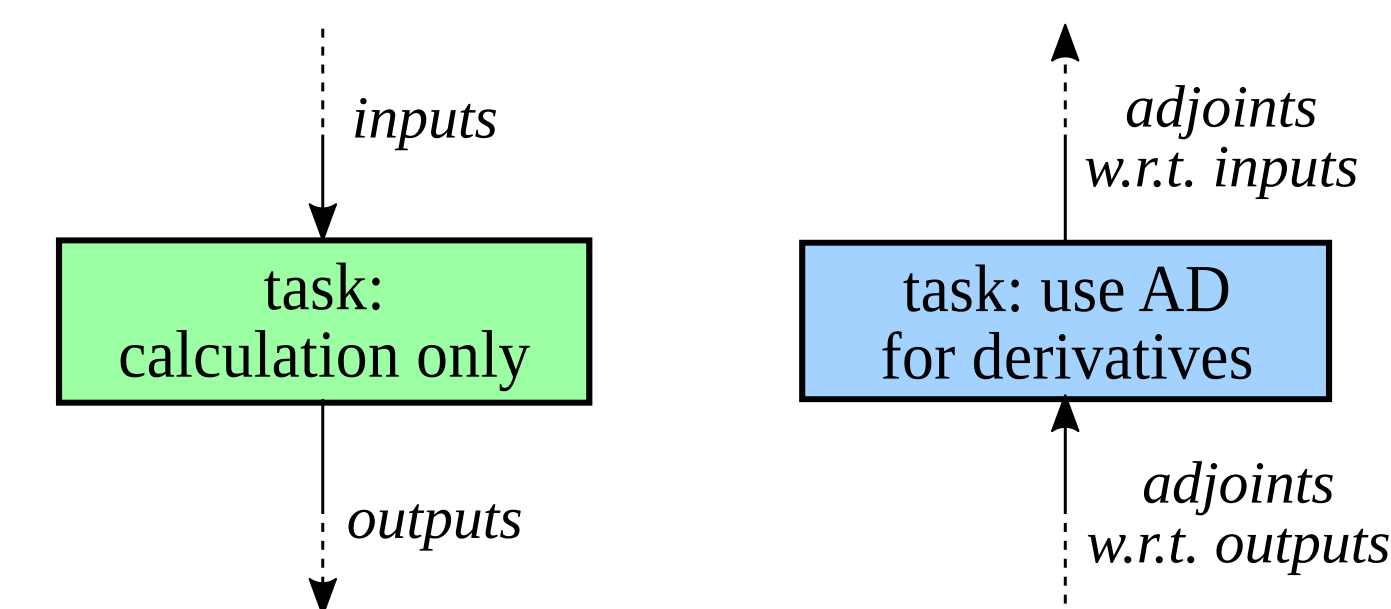 inputs
task:
calculation only
outputs
adjoints
w.r.t. inputs
task: use AD
for derivatives
adjoints
w.r.t. outputs